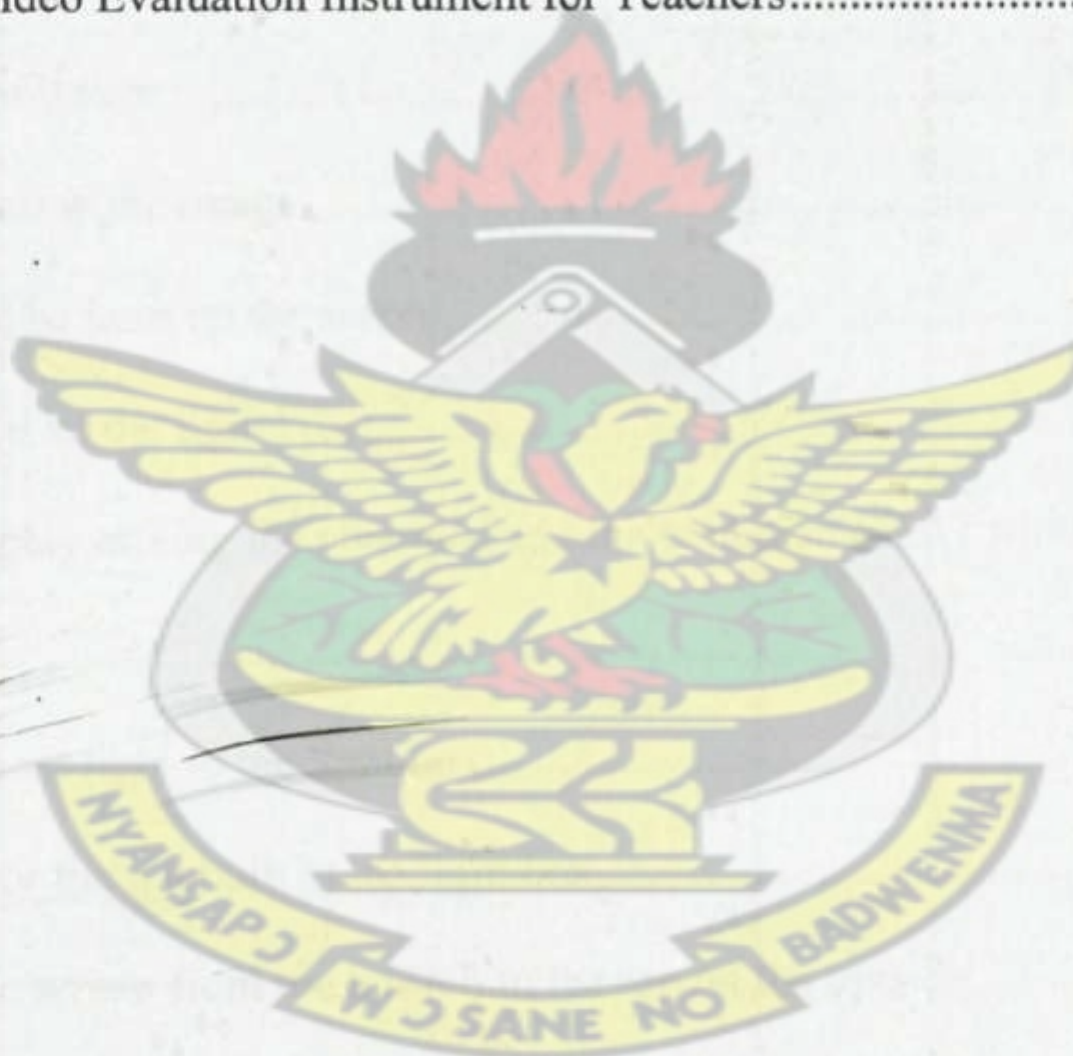 ideo Evaluation Instrument for Teachers..........................
NYANSAPƆ
WƆSANE NO
BADWENMA